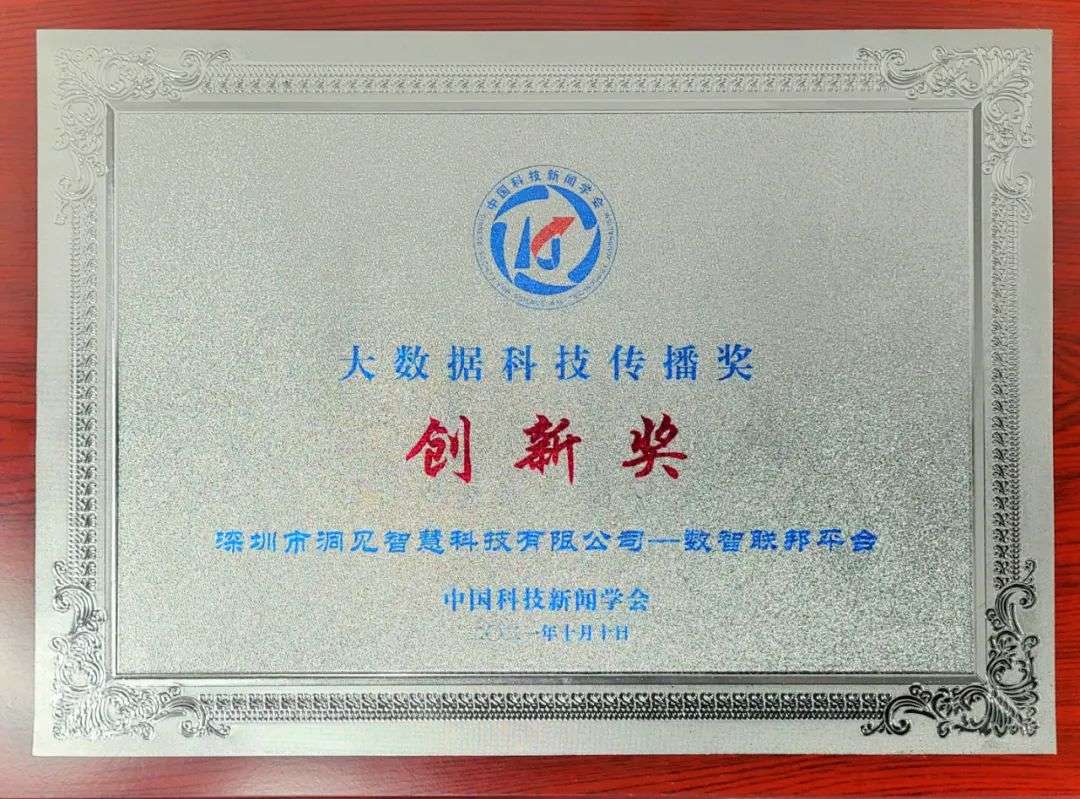 中国科技新闻学会
大数据科技传播奖
创新奖
深圳市洞见智慧科技有限公司—数智联邦平台
中国科技新闻学会
二〇二一年十月十日